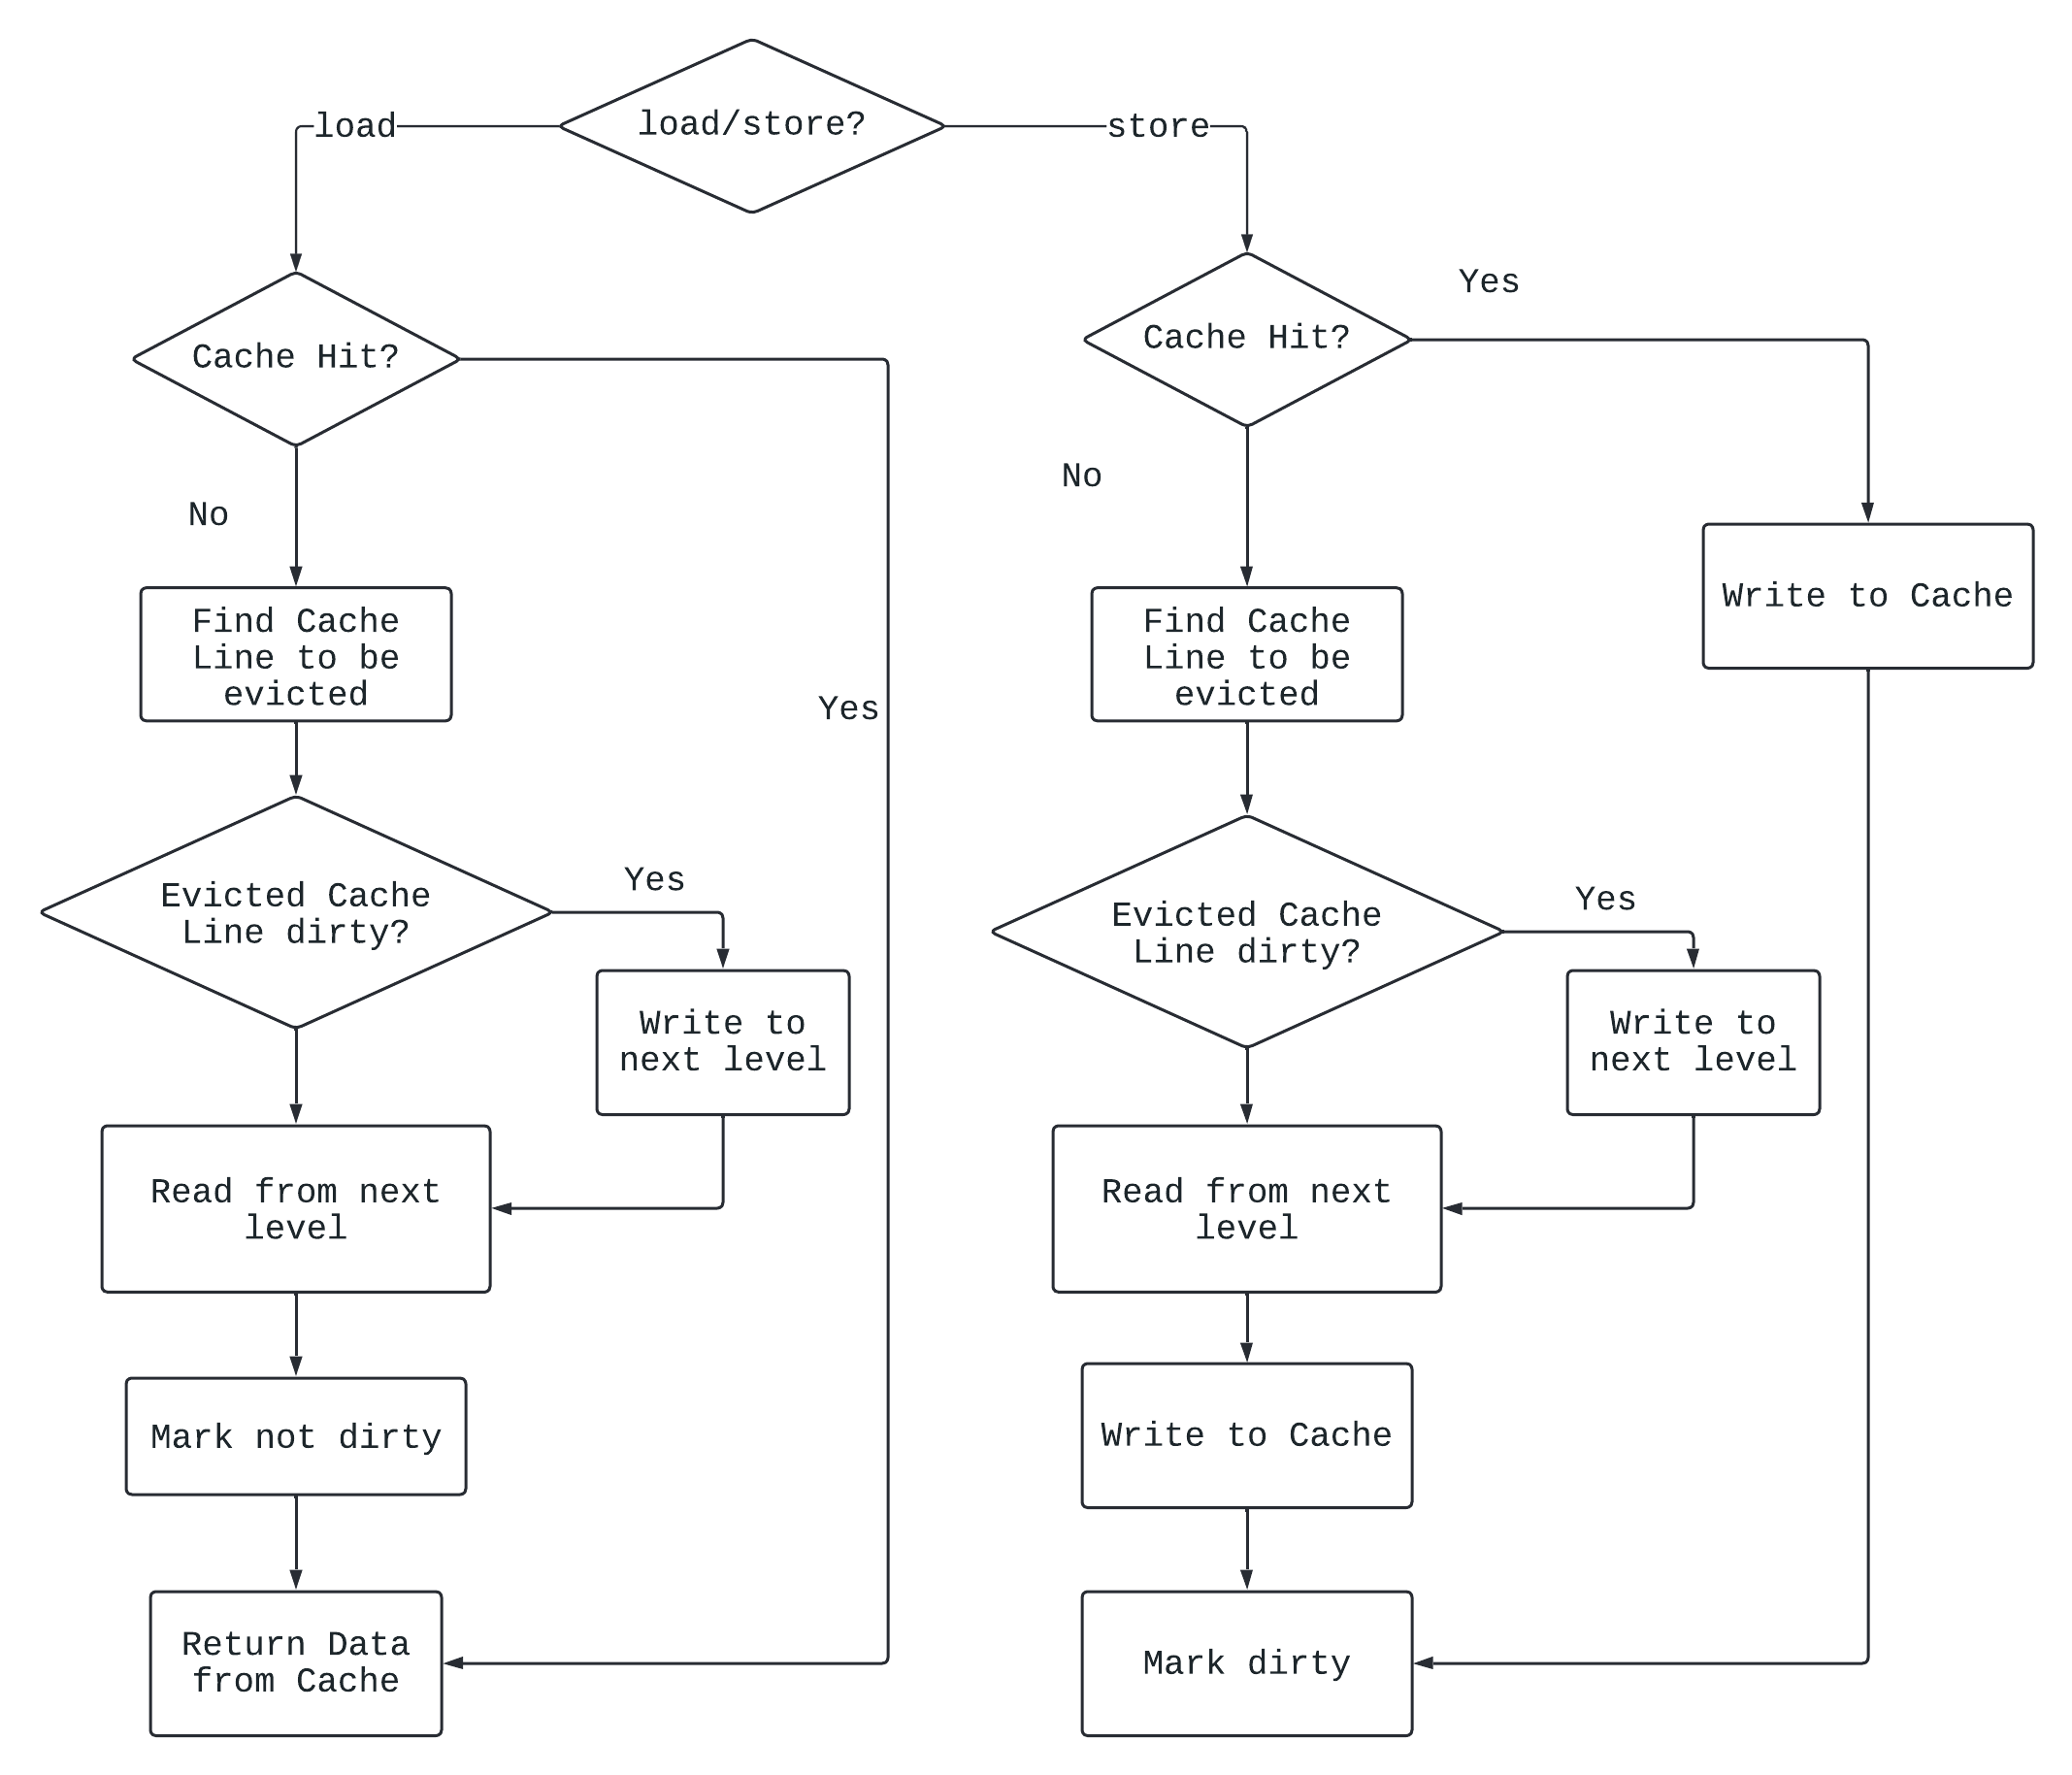 load/store?
load
store
Cache Hit?
Yes
No
Find Cache
Line to be
evicted
Evicted Cache
Line dirty?
Yes
Write to
next level
Read from next
level
Mark not dirty
Return Data
from Cache
Cache Hit?
Yes
No
Write to Cache
Find Cache
Line to be
evicted
Evicted Cache
Line dirty?
Yes
Write to
next level
Read from next
level
Write to Cache
Mark dirty